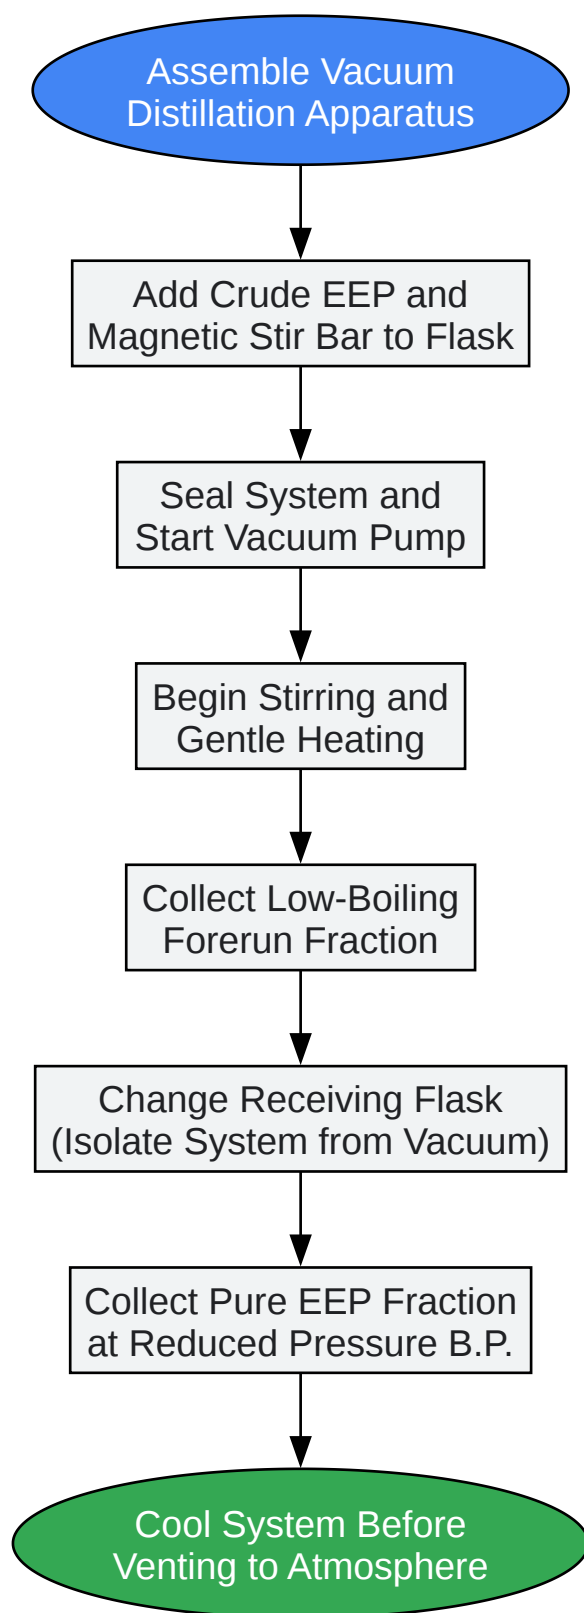 Assemble Vacuum
Distillation Apparatus
Add Crude EEP and
Magnetic Stir Bar to Flask
Seal System and
Start Vacuum Pump
Begin Stirring and
Gentle Heating
Collect Low-Boiling
Forerun Fraction
Change Receiving Flask
(Isolate System from Vacuum)
Collect Pure EEP Fraction
at Reduced Pressure B.P.
Cool System Before
Venting to Atmosphere